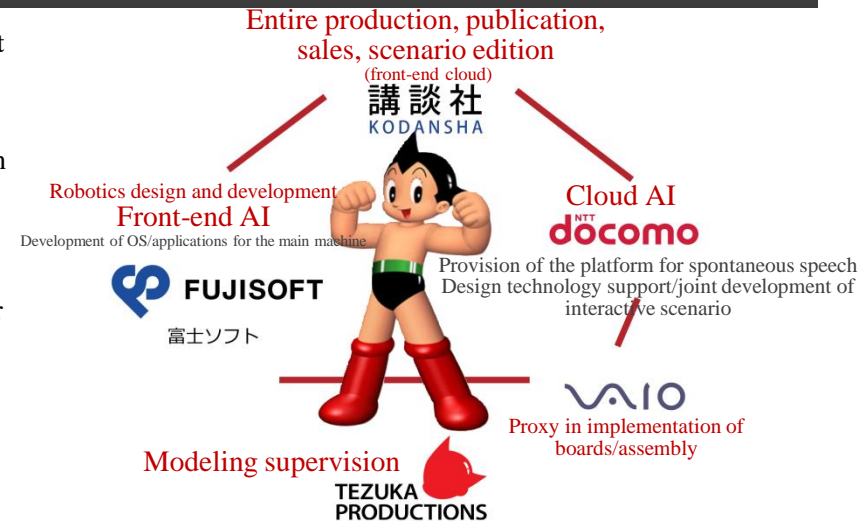 Entire production, publication,
sales, scenario edition
(front-end cloud)
講談社
KODANSHA
t
n
r
Robotics design and development
Front-end AI
Development of OS/applications for the main machine
FUJISOFT
富士ソフト
Cloud AI
NTT
döcomo
Provision of the platform for spontaneous speech
Design technology support/joint development of
interactive scenario
VAIO
Proxy in implementation of
boards/assembly
Modeling supervision
TEZUKA
PRODUCTIONS